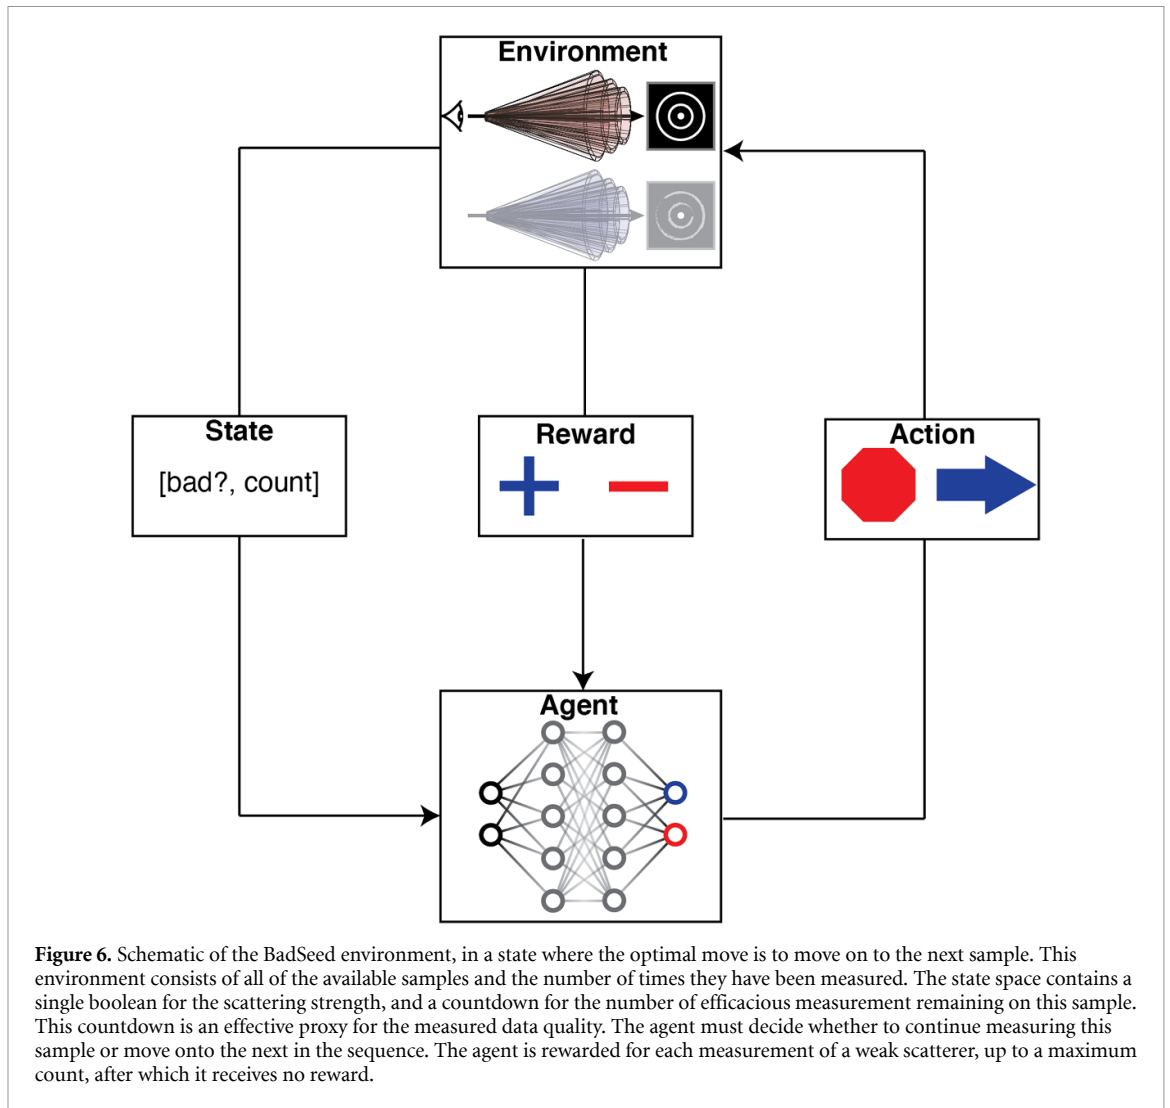 Environment
State
[bad?, count]
Reward
Action
Agent
Figure 6. Schematic of the BadSeed environment, in a state where the optimal move is to move on to the next sample. This
environment consists of all of the available samples and the number of times they have been measured. The state space contains a
single boolean for the scattering strength, and a countdown for the number of efficacious measurement remaining on this sample.
This countdown is an effective proxy for the measured data quality. The agent must decide whether to continue measuring this
sample or move onto the next in the sequence. The agent is rewarded for each measurement of a weak scatterer, up to a maximum
count, after which it receives no reward.